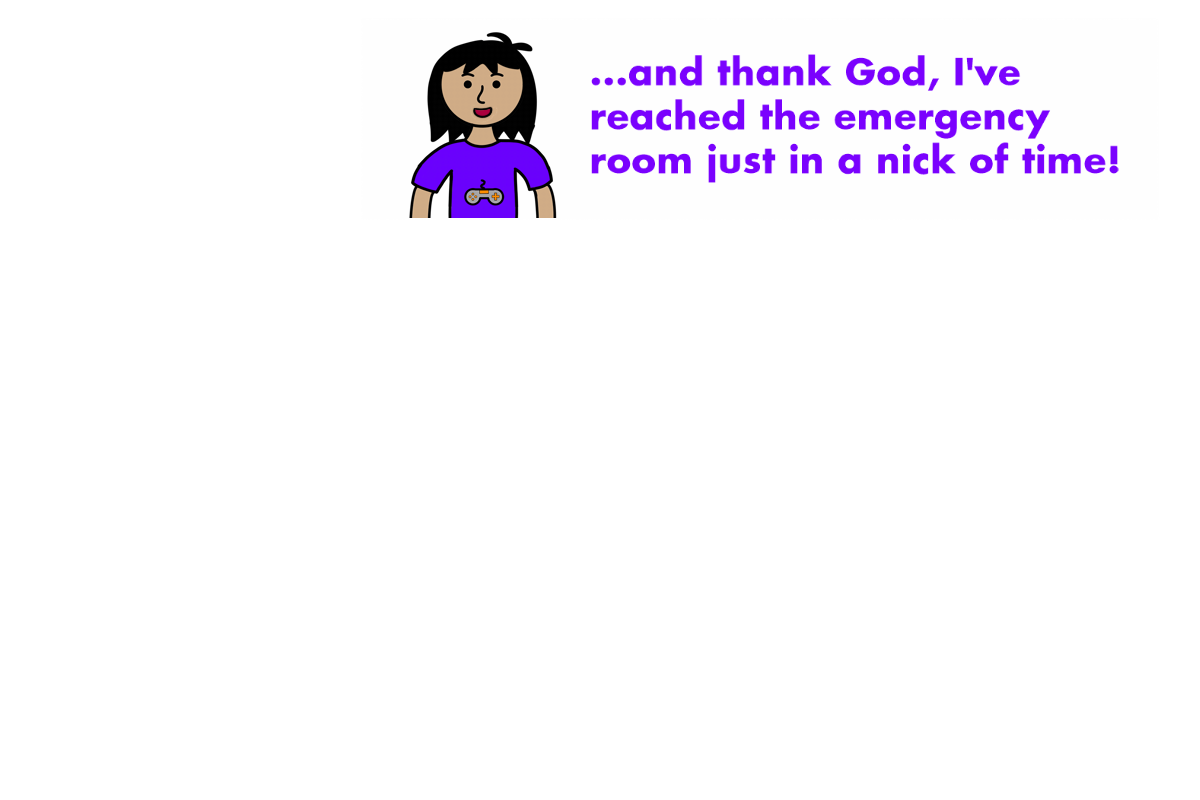 ...and thank God, I've
reached the emergency
room just in a nick of time!